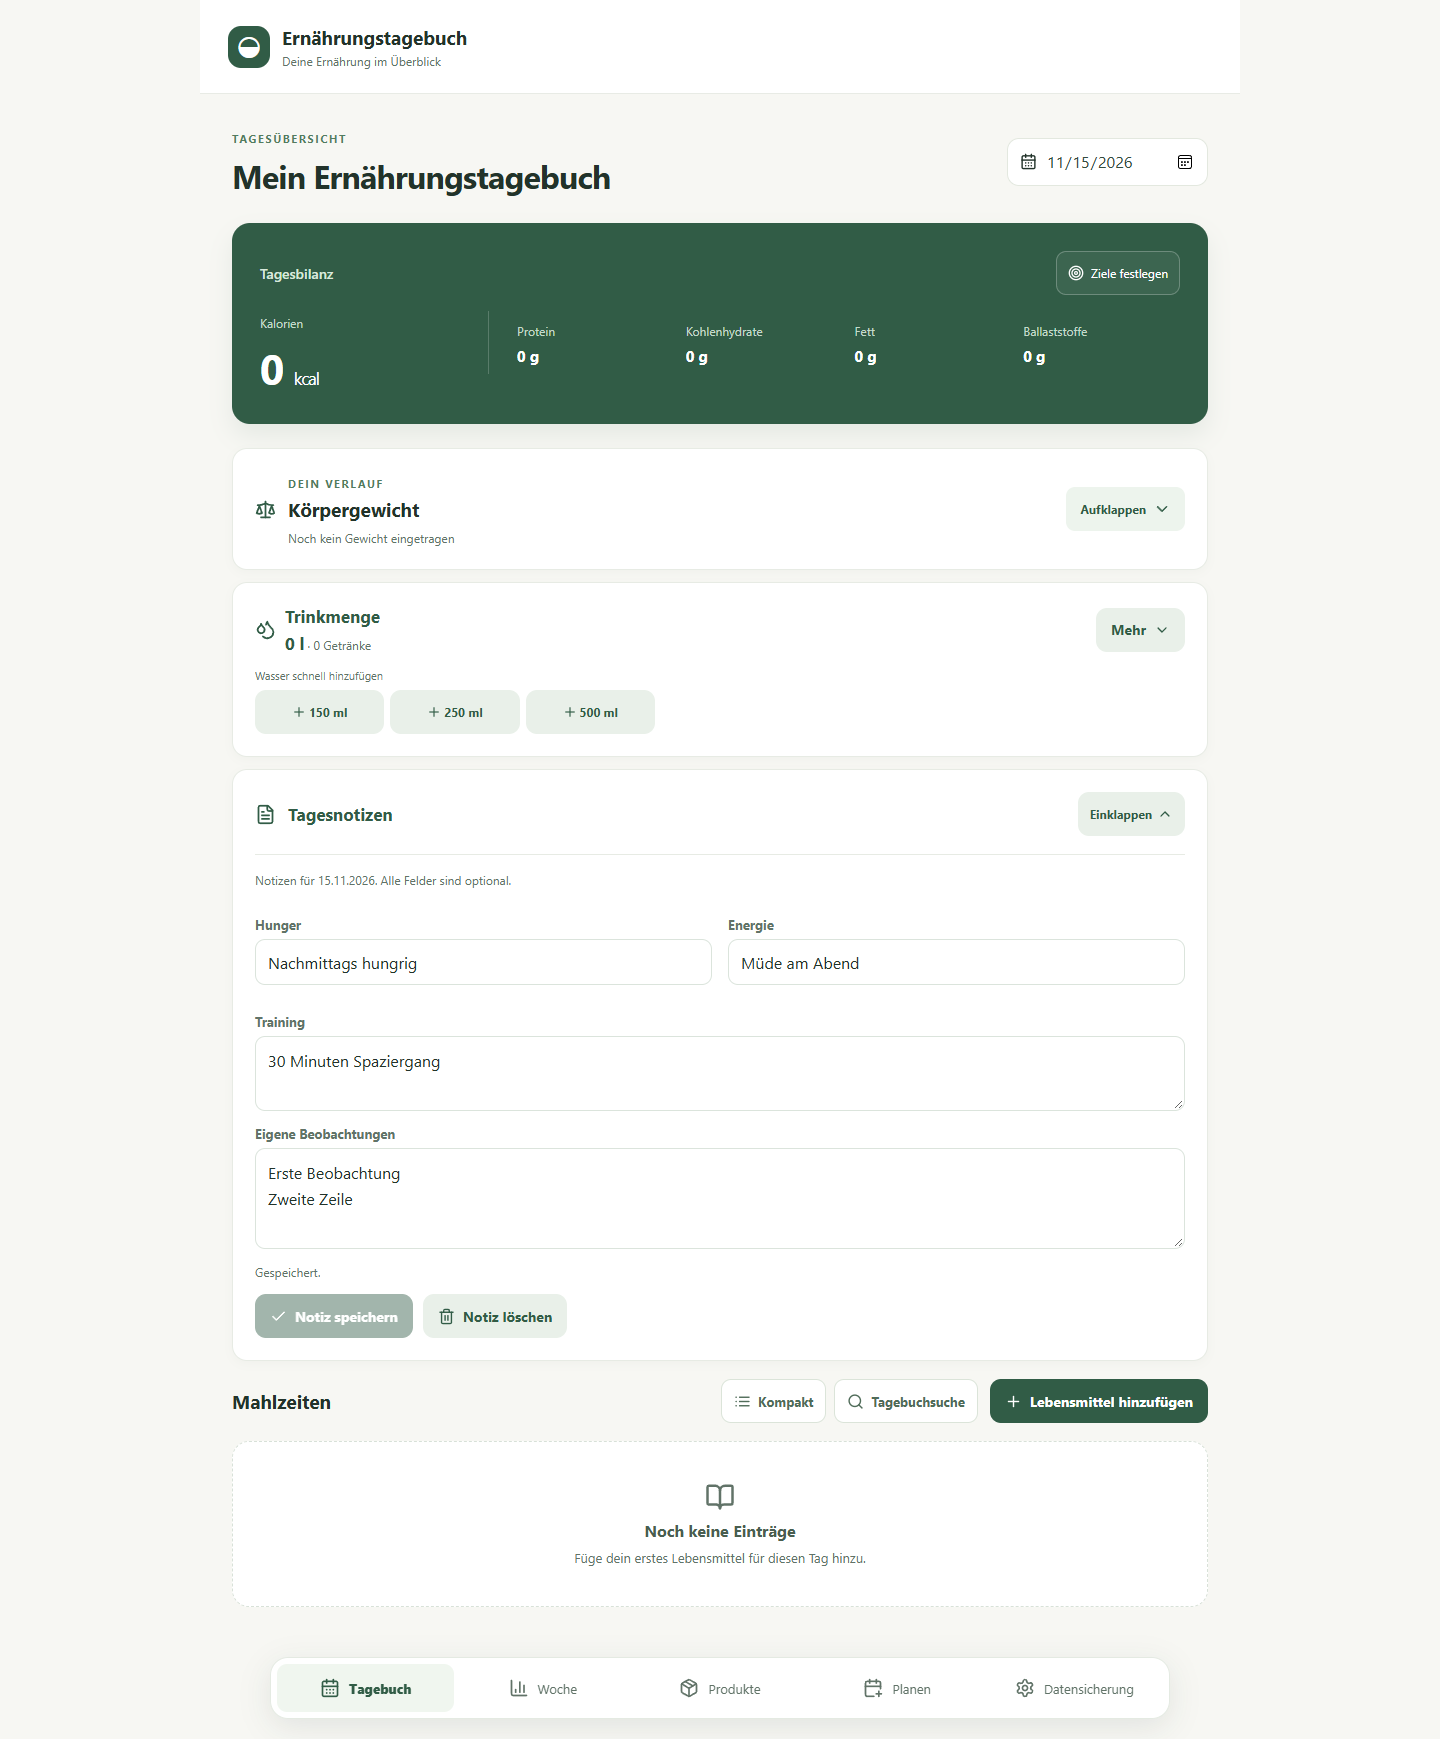 Ernährungstagebuch
Deine Ernährung im Überblick
TAGESÜBERSICHT
Mein Ernährungstagebuch
11/15/2026
Tagesbilanz
Ziele festlegen
Kalorien
0 kcal
Protein
0 g
Kohlenhydrate
0 g
Fett
0 g
Ballaststoffe
0 g
DEIN VERLAUF
Körpergewicht
Noch kein Gewicht eingetragen
Aufklappen
Trinkmenge
0 l · 0 Getränke
Mehr
Wasser schnell hinzufügen
+ 150 ml
+ 250 ml
+ 500 ml
Tagesnotizen
Einklappen
Notizen für 15.11.2026. Alle Felder sind optional.
Hunger
Nachmittags hungrig
Energie
Müde am Abend
Training
30 Minuten Spaziergang
Eigene Beobachtungen
Erste Beobachtung
Zweite Zeile
Gespeichert.
Notiz speichern
Notiz löschen
Mahlzeiten
Kompakt
Tagebuchsuche
+ Lebensmittel hinzufügen
Noch keine Einträge
Füge dein erstes Lebensmittel für diesen Tag hinzu.
Tagebuch
Woche
Produkte
Planen
Datensicherung